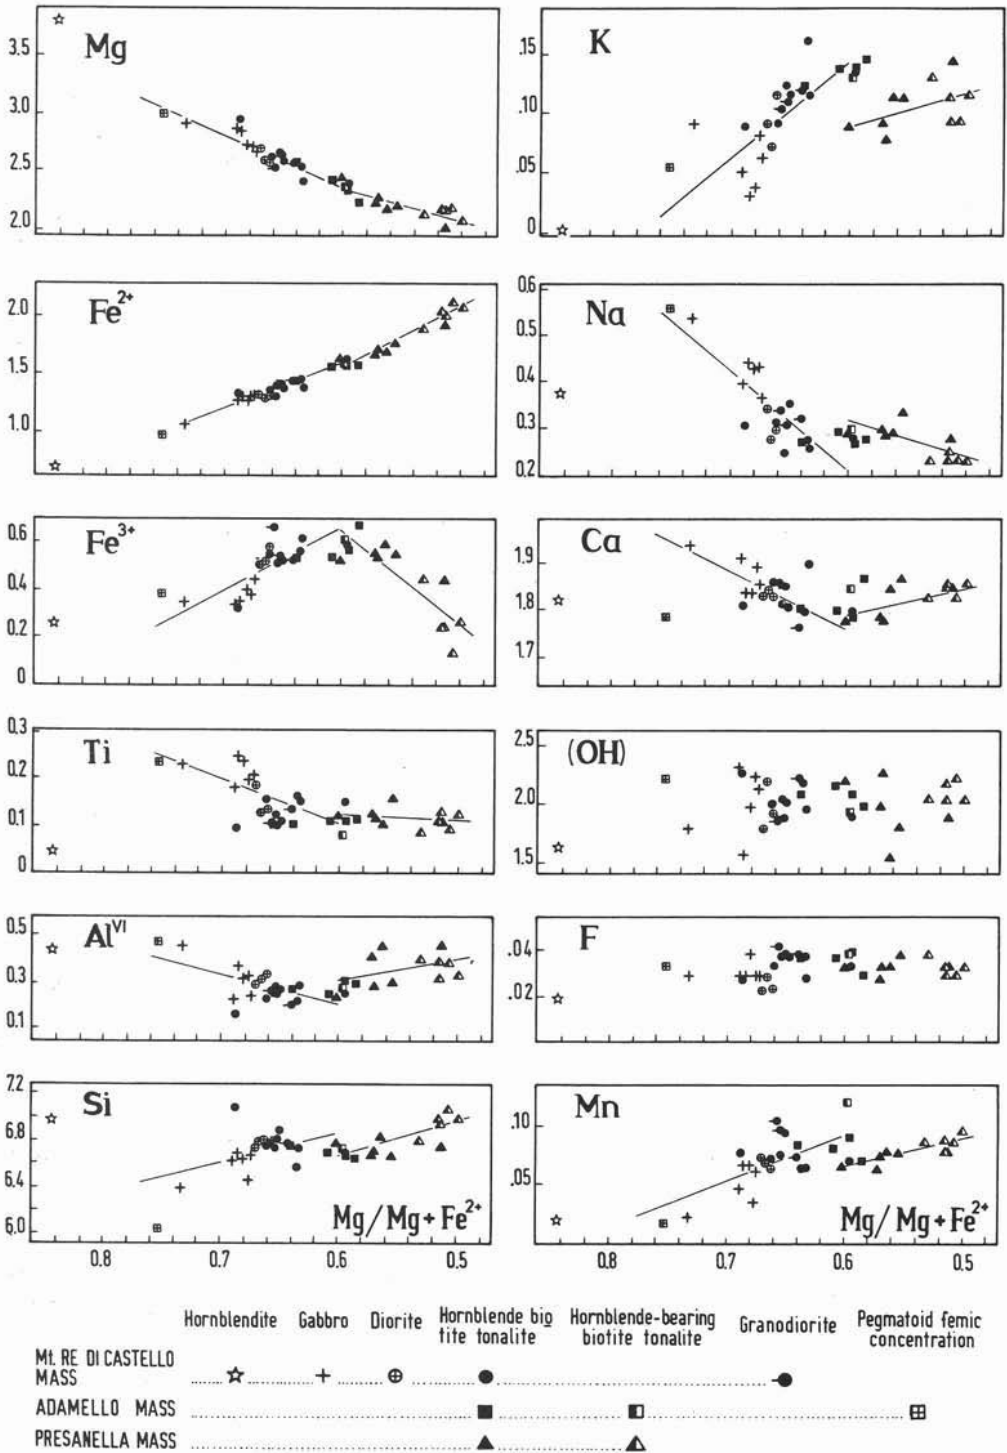 Mg
3.5
3.0
2.5
2.0
K
.15
.10
.05
0
Fe2+
2.0
1.5
1.0
Na
0.6
0.5
0.4
0.3
0.2
Fe3+
0.6
0.4
0.2
0
Ca
1.9
1.8
1.7
Ti
0.3
0.2
0.1
0
(OH)
2.5
2.0
1.5
AlVI
0.5
0.3
0.1
F
.04
.02
Si
7.2
6.8
6.4
6.0
Mg/Mg+Fe2+
0.8 0.7 0.6 0.5
Mn
.10
.05
Mg/Mg+Fe2+
0.8 0.7 0.6 0.5
Hornblendite Gabbro Diorite Hornblende bio Hornblende-bearing Granodiorite Pegmatoid femic
tite tonalite biotite tonalite concentration
Mt. RE DI CASTELLO
MASS
ADAMELLO MASS
PRESANELLA MASS